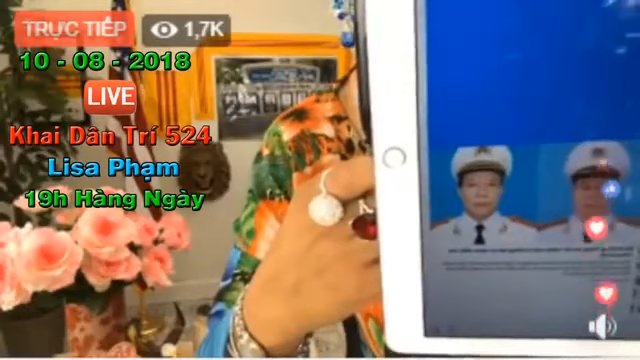 TRỰC TIẾP 1,7K
10 - 08 - 2018
LIVE
Khai Dân Trí 524
Lisa Phạm
19h Hàng Ngày